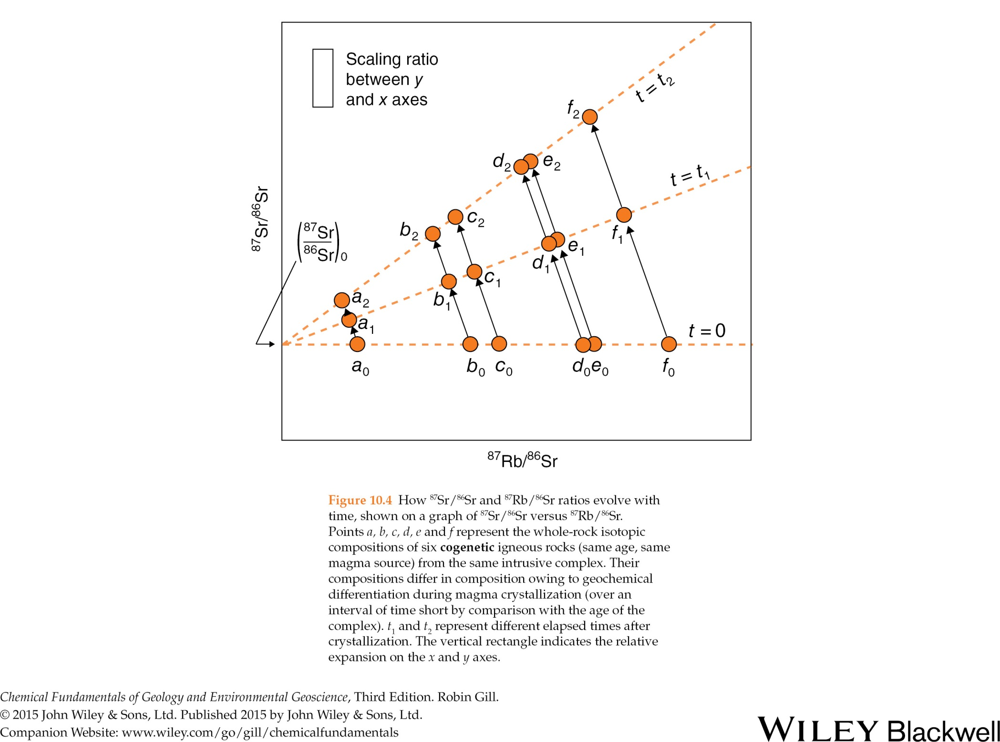 Scaling ratio
between y
and x axes
t = t₂
f₂
d₂
e₂
t = t₁
⁸⁷Sr/⁸⁶Sr
c₂
b₂
(⁸⁷Sr/⁸⁶Sr)₀
f₁
e₁
d₁
c₁
b₁
a₂
a₁
t = 0
a₀
b₀
c₀
d₀
e₀
f₀
⁸⁷Rb/⁸⁶Sr
Figure 10.4 How ⁸⁷Sr/⁸⁶Sr and ⁸⁷Rb/⁸⁶Sr ratios evolve with
time, shown on a graph of ⁸⁷Sr/⁸⁶Sr versus ⁸⁷Rb/⁸⁶Sr.
Points a, b, c, d, e and f represent the whole-rock isotopic
compositions of six cogenetic igneous rocks (same age, same
magma source) from the same intrusive complex. Their
compositions differ in composition owing to geochemical
differentiation during magma crystallization (over an
interval of time short by comparison with the age of the
complex). t₁ and t₂ represent different elapsed times after
crystallization. The vertical rectangle indicates the relative
expansion on the x and y axes.
Chemical Fundamentals of Geology and Environmental Geoscience, Third Edition. Robin Gill.
© 2015 John Wiley & Sons, Ltd. Published 2015 by John Wiley & Sons, Ltd.
Companion Website: www.wiley.com/go/gill/chemicalfundamentals
WILEY Blackwell